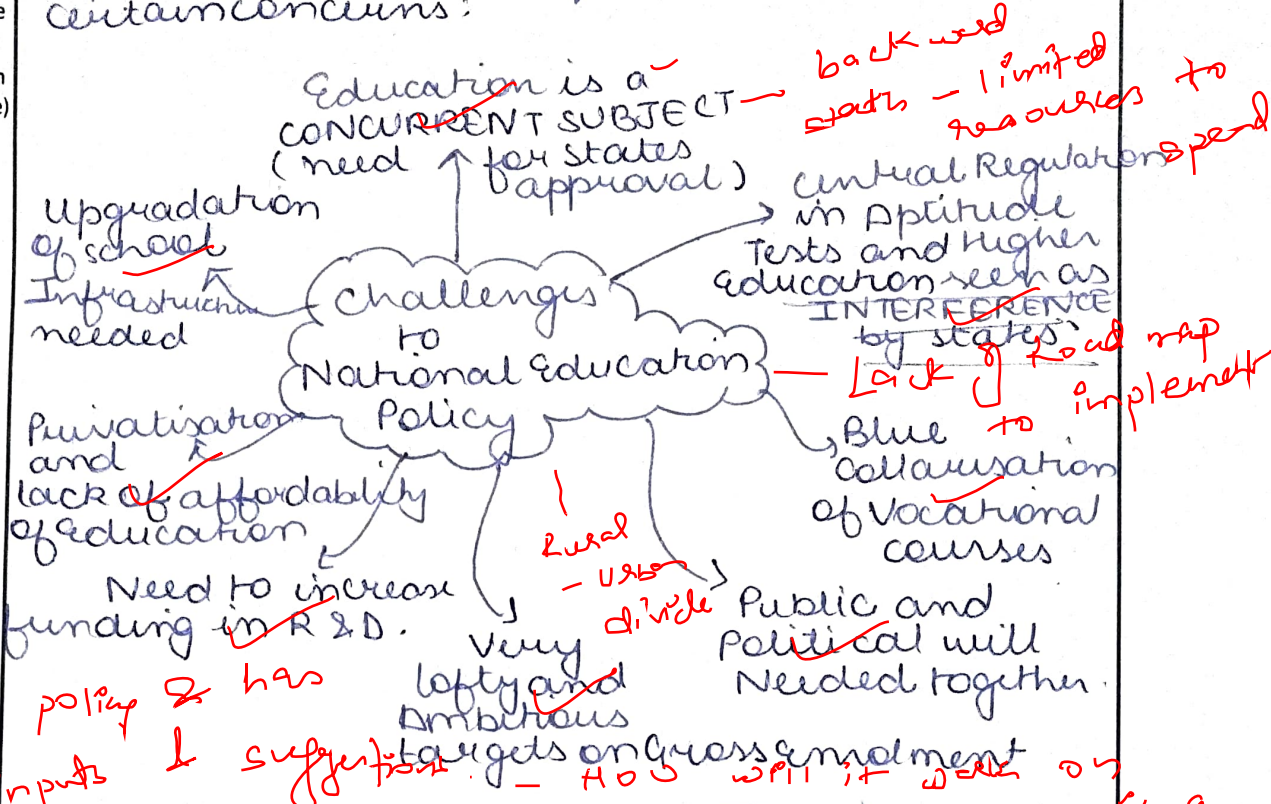 certain concerns:
Education is a
CONCURRENT SUBJECT
(need for states
approval)
— backward
states - limited
resources to
spend
Central Regulation
in Aptitude
Tests and Higher
Education seen as
INTERFERENCE
by states
Upgradation
of school
Infrastructure
needed
Challenges
to
National Education
Policy
— Lack of Road map
to implement
Blue
Collarisation
of Vocational
courses
Privatisation
and
lack of affordability
of Education
Rural
- Urban
divide
Need to increase
funding in R&D.
Public and
Political will
Needed together.
Very
lofty and
Ambitious
targets on Gross Enrolment
policy has
& suggestions. - How will it work on